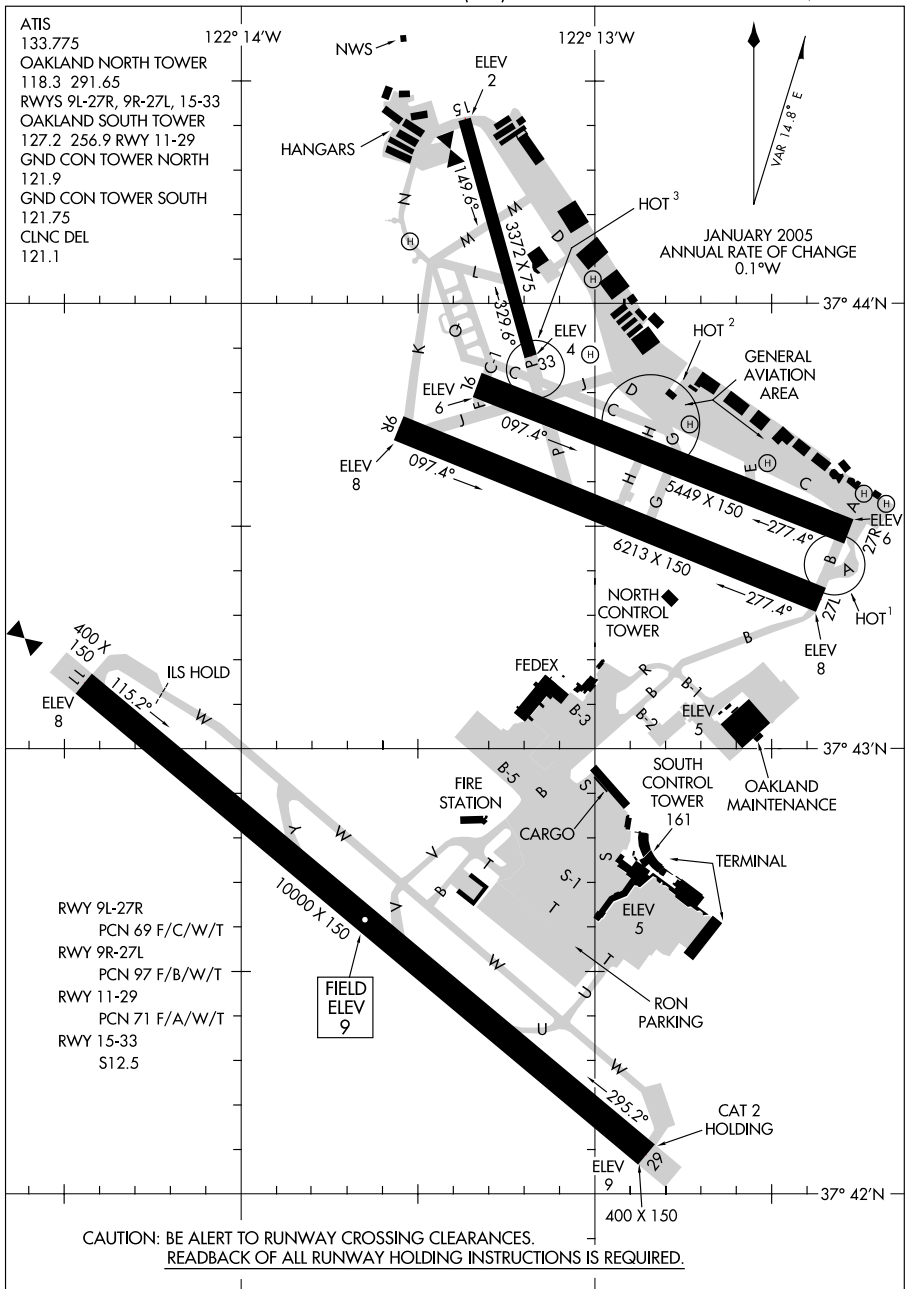 ATIS
133.775
OAKLAND NORTH TOWER
118.3 291.65
RWYS 9L-27R, 9R-27L, 15-33
OAKLAND SOUTH TOWER
127.2 256.9 RWY 11-29
GND CON TOWER NORTH
121.9
GND CON TOWER SOUTH
121.75
CLNC DEL
121.1
122° 14'W
122° 13'W
NWS
ELEV
2
HANGARS
15
VAR 14.8° E
JANUARY 2005
ANNUAL RATE OF CHANGE
0.1°W
HOT 3
N
149.6°
M
M
D
3372 X 75
H
L
329.6°
H
37° 44'N
K
Q
C-1
C
P
33
ELEV
4
H
J
D
HOT 2
GENERAL
AVIATION
AREA
ELEV
6
16
F
J
9R
ELEV
8
097.4°
097.4°
C
H
G
H
P
H
G
E
H
C
5449 X 150
277.4°
A
H
H
ELEV
6
27R
6213 X 150
277.4°
B
A
27L
HOT 1
ELEV
8
NORTH
CONTROL
TOWER
B
400 X
150
11
ELEV
8
ILS HOLD
115.2°
W
FEDEX
R
B
B-1
B-3
B-2
ELEV
5
37° 43'N
OAKLAND
MAINTENANCE
B-5
B
S
SOUTH
CONTROL
TOWER
161
FIRE
STATION
CARGO
TERMINAL
Y
W
V
B
T
S
S-1
T
ELEV
5
10000 X 150
V
W
T
U
U
RON
PARKING
RWY 9L-27R
PCN 69 F/C/W/T
RWY 9R-27L
PCN 97 F/B/W/T
RWY 11-29
PCN 71 F/A/W/T
RWY 15-33
S12.5
FIELD
ELEV
9
W
295.2°
CAT 2
HOLDING
29
ELEV
9
400 X 150
37° 42'N
CAUTION: BE ALERT TO RUNWAY CROSSING CLEARANCES.
READBACK OF ALL RUNWAY HOLDING INSTRUCTIONS IS REQUIRED.